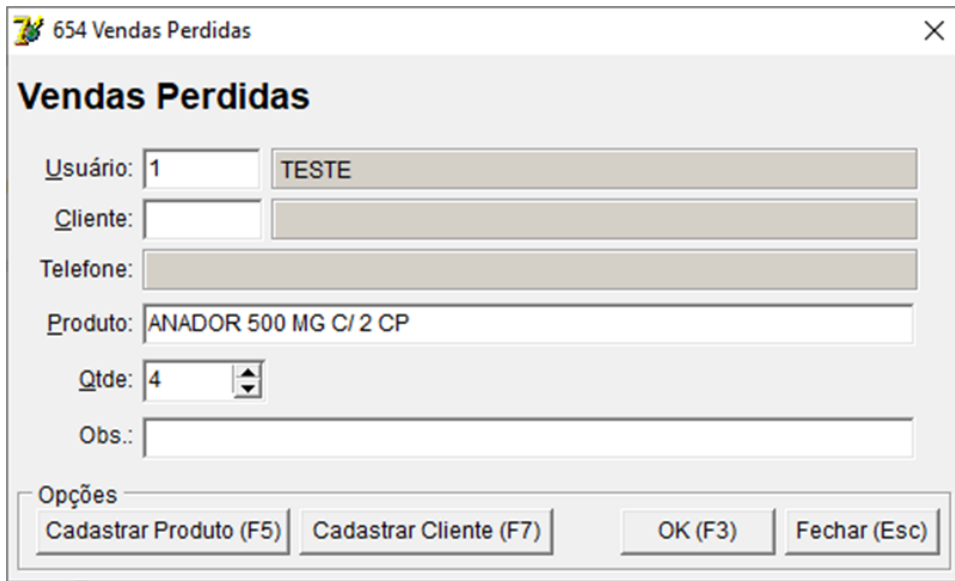 654 Vendas Perdidas
Vendas Perdidas
Usuário: 1 TESTE
Cliente:
Telefone:
Produto: ANADOR 500 MG C/ 2 CP
Qtde: 4
Obs.:
Opções
Cadastrar Produto (F5) Cadastrar Cliente (F7) OK (F3) Fechar (Esc)